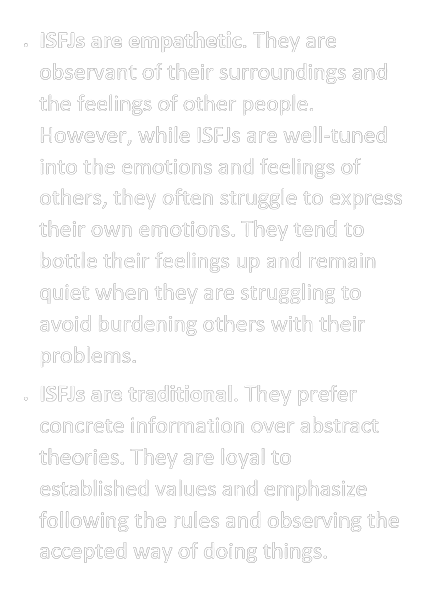 • ISFJs are empathetic. They are
observant of their surroundings and
the feelings of other people.
However, while ISFJs are well-tuned
into the emotions and feelings of
others, they often struggle to express
their own emotions. They tend to
bottle their feelings up and remain
quiet when they are struggling to
avoid burdening others with their
problems.
• ISFJs are traditional. They prefer
concrete information over abstract
theories. They are loyal to
established values and emphasize
following the rules and observing the
accepted way of doing things.